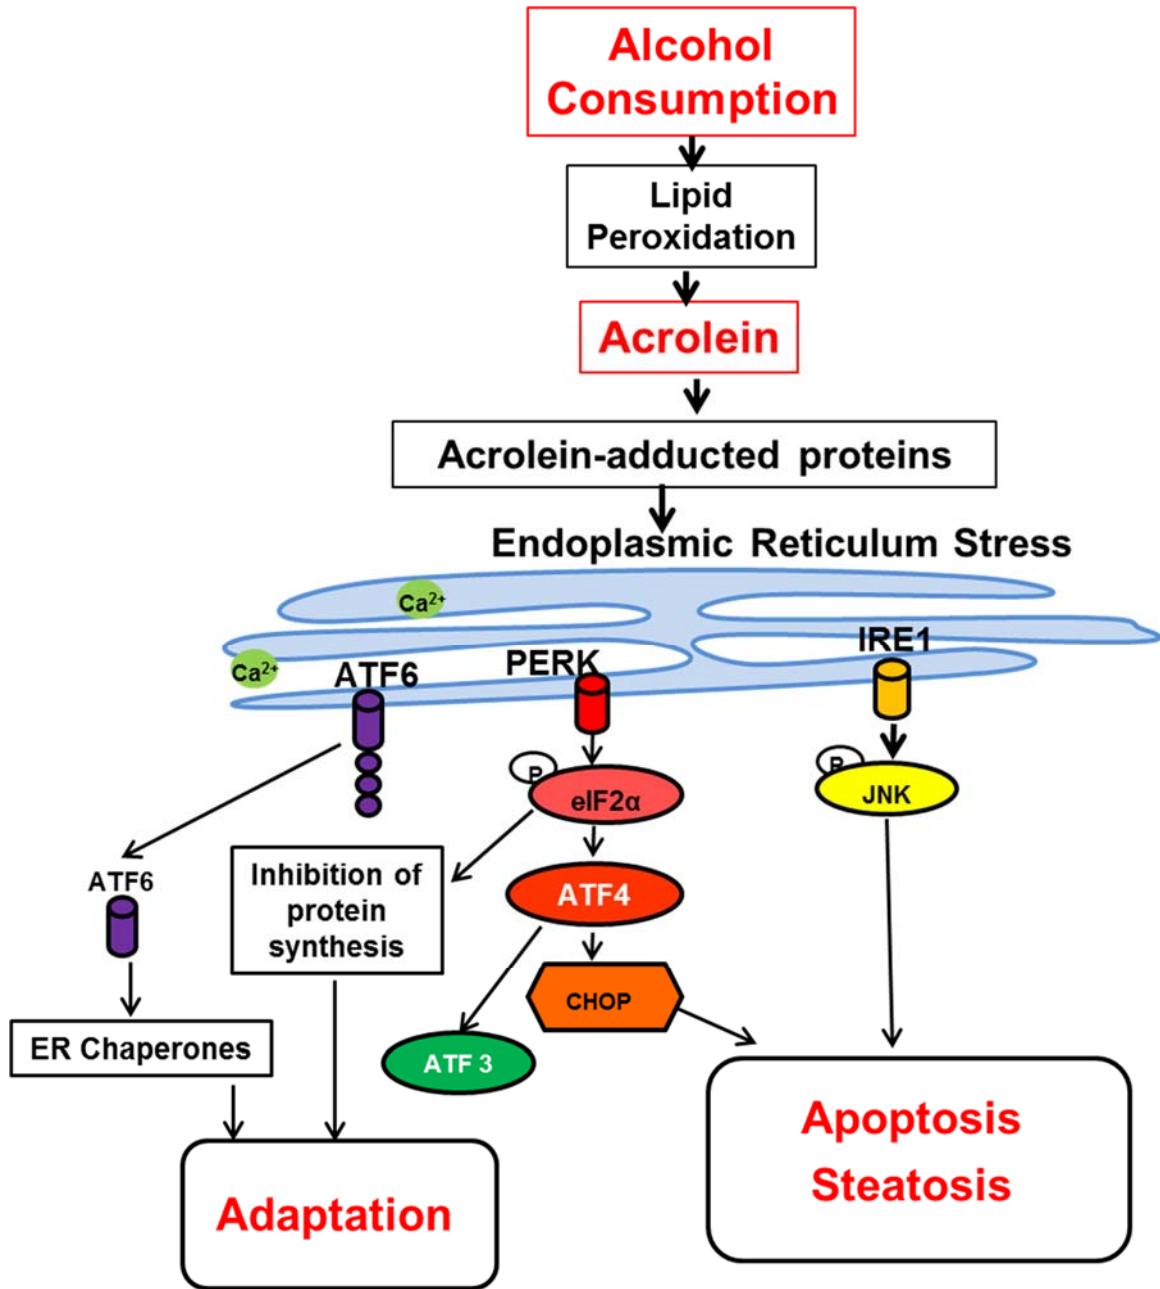 Alcohol
Consumption
Lipid
Peroxidation
Acrolein
Acrolein-adducted proteins
Endoplasmic Reticulum Stress
Ca2+
Ca2+
ATF6
PERK
IRE1
P
eIF2α
P
JNK
ATF6
Inhibition of
protein
synthesis
ATF4
CHOP
ER Chaperones
ATF 3
Apoptosis
Steatosis
Adaptation